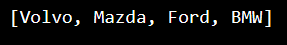 [Volvo, Mazda, Ford, BMW]